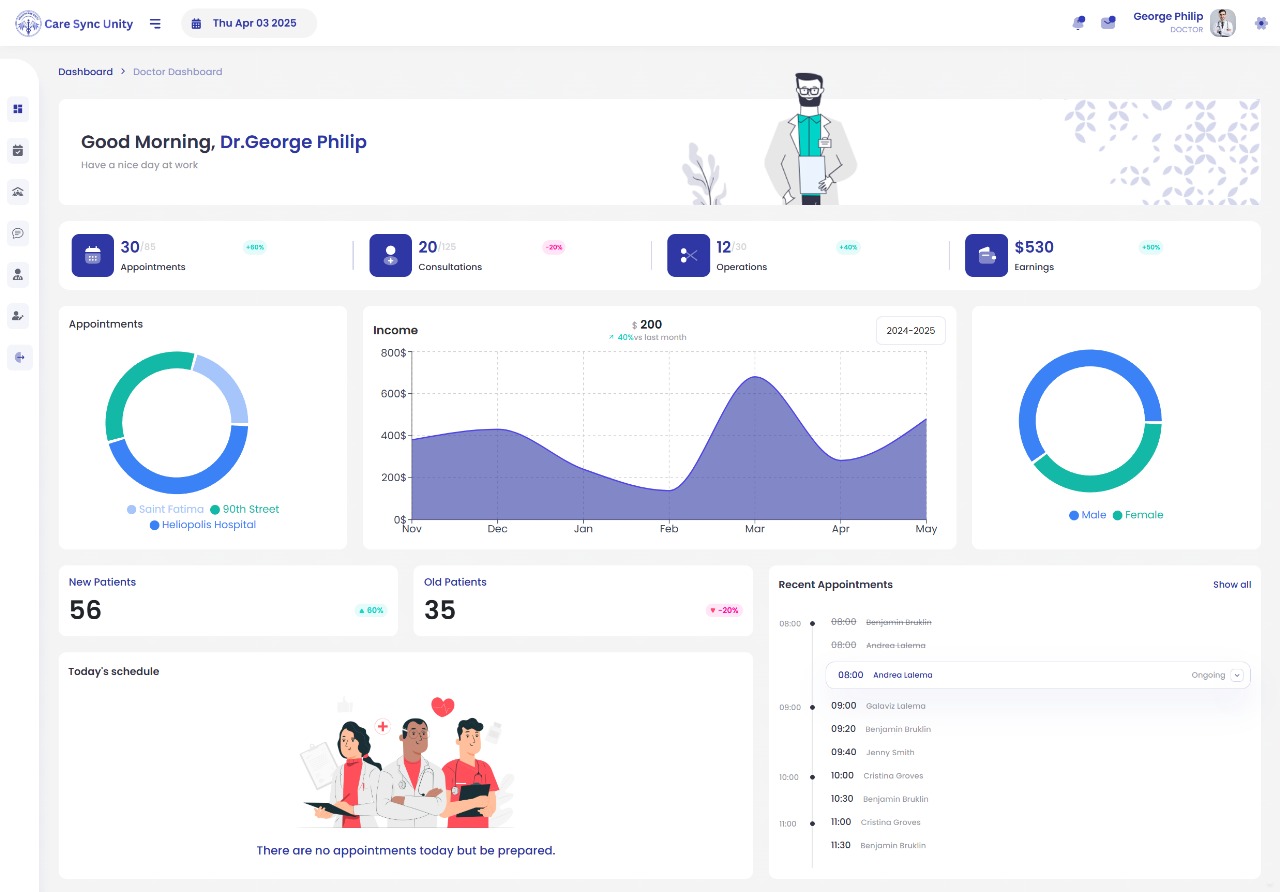 Care Sync Unity
Thu Apr 03 2025
George Philip
DOCTOR
Dashboard > Doctor Dashboard
Good Morning, Dr.George Philip
Have a nice day at work
30/85 +60%
Appointments
20/125 -20%
Consultations
12/30 +40%
Operations
$530 +50%
Earnings
Appointments
Saint Fatima 90th Street
Heliopolis Hospital
Income
$ 200
40%vs last month
2024-2025
800$
600$
400$
200$
0$
Nov Dec Jan Feb Mar Apr May
Male Female
New Patients
56 ▲ 60%
Old Patients
35 ▼ -20%
Today's schedule
There are no appointments today but be prepared.
Recent Appointments Show all
08:00 08:00 Benjamin Bruklin
08:00 Andrea Lalema
08:00 Andrea Lalema Ongoing
09:00 09:00 Galaviz Lalema
09:20 Benjamin Bruklin
09:40 Jenny Smith
10:00 10:00 Cristina Groves
10:30 Benjamin Bruklin
11:00 11:00 Cristina Groves
11:30 Benjamin Bruklin